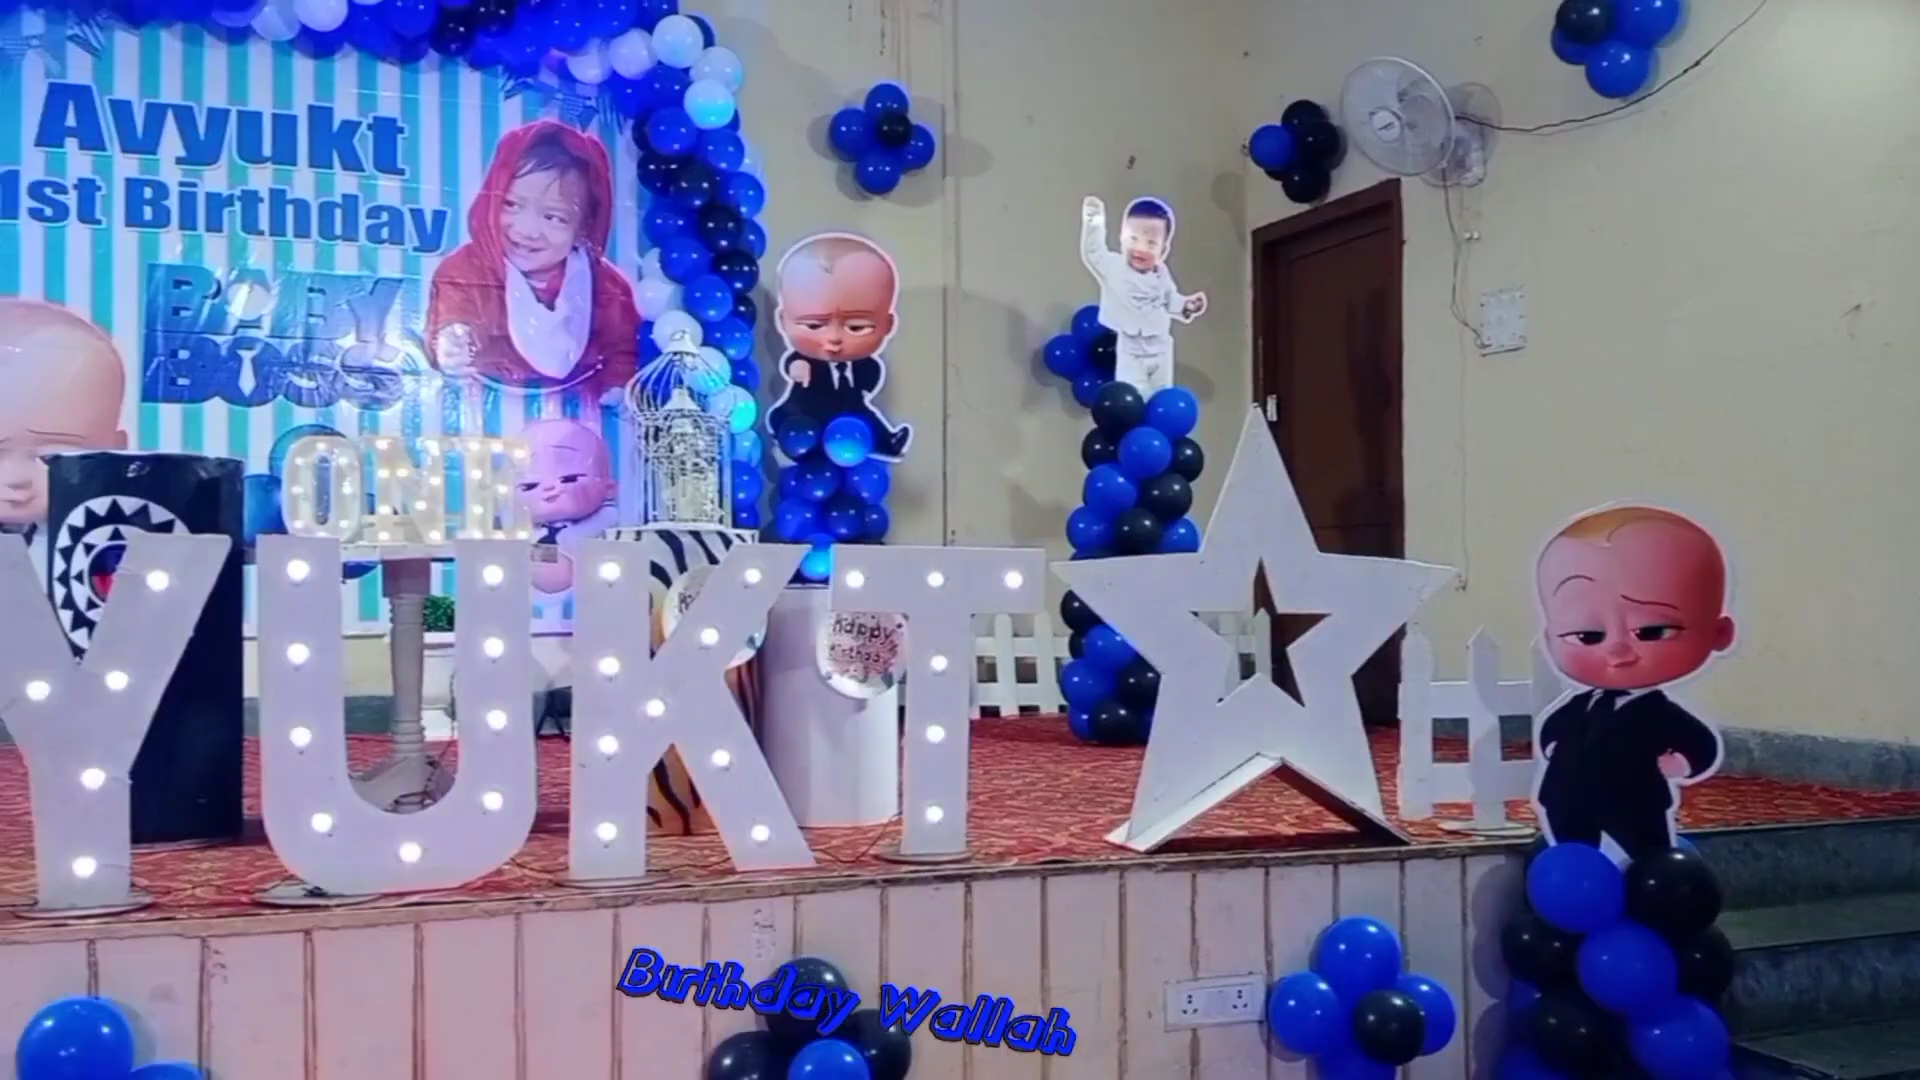 Avyukt
1st Birthday
BABY
BOSS
ONE
YUKT
Happy
Birthday
Birthday Wallah